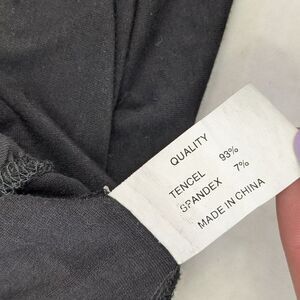 QUALITY
TENCEL 93%
SPANDEX 7%
MADE IN CHINA